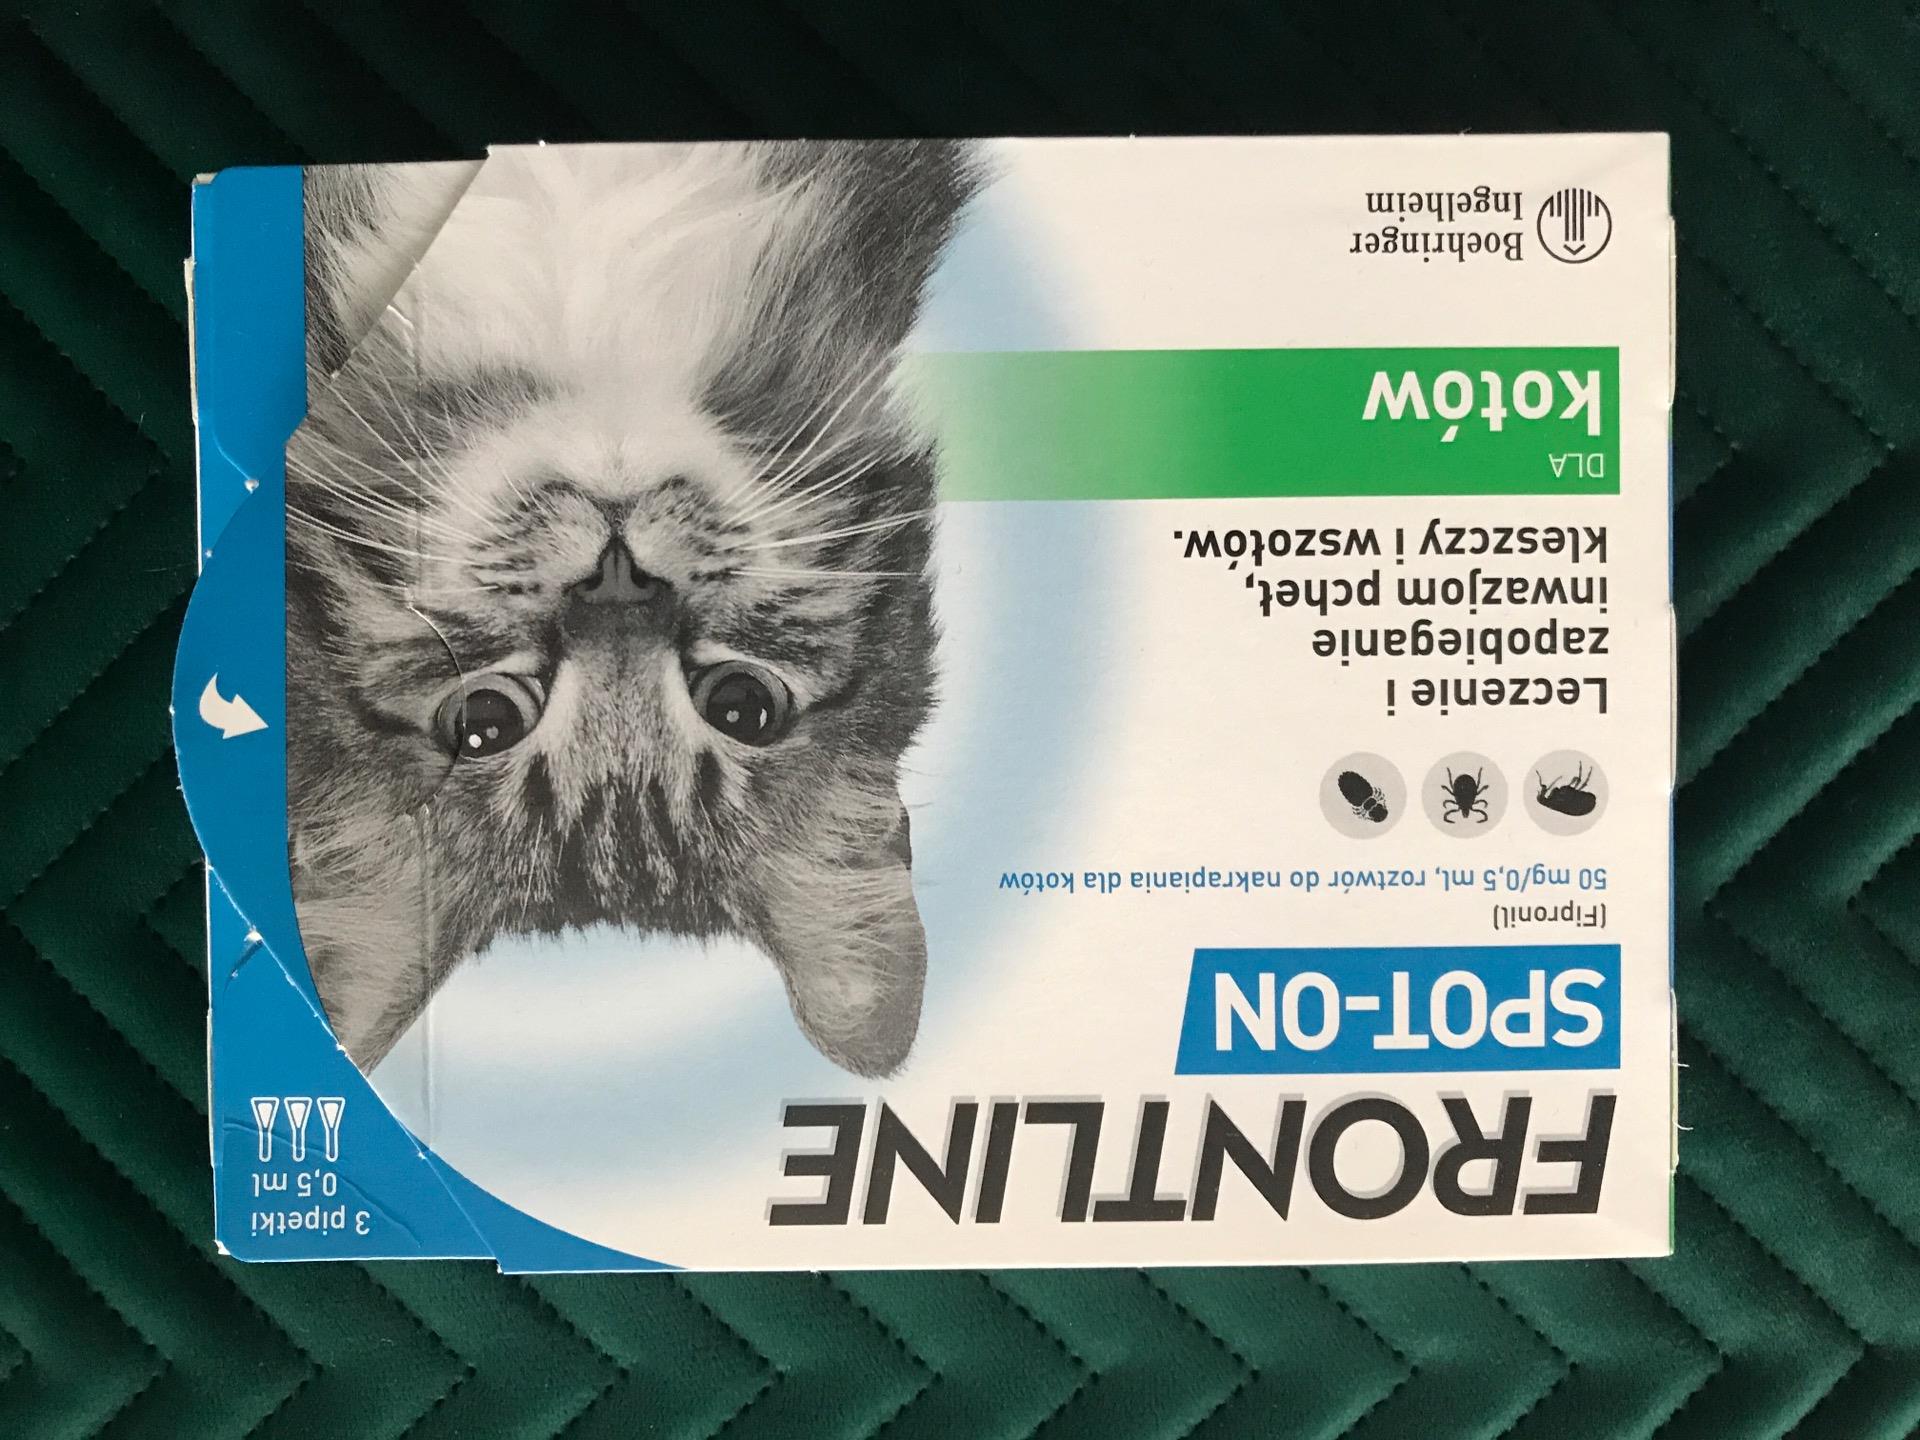 FRONTLINE
SPOT-ON
(Fipronil)
50 mg/0,5 ml, roztwór do nakrapiania dla kotów
Leczenie i
zapobieganie
inwazjom pcheł,
kleszczy i wszołów.
DLA
kotów
Boehringer
Ingelheim
3 pipetki
0,5 ml